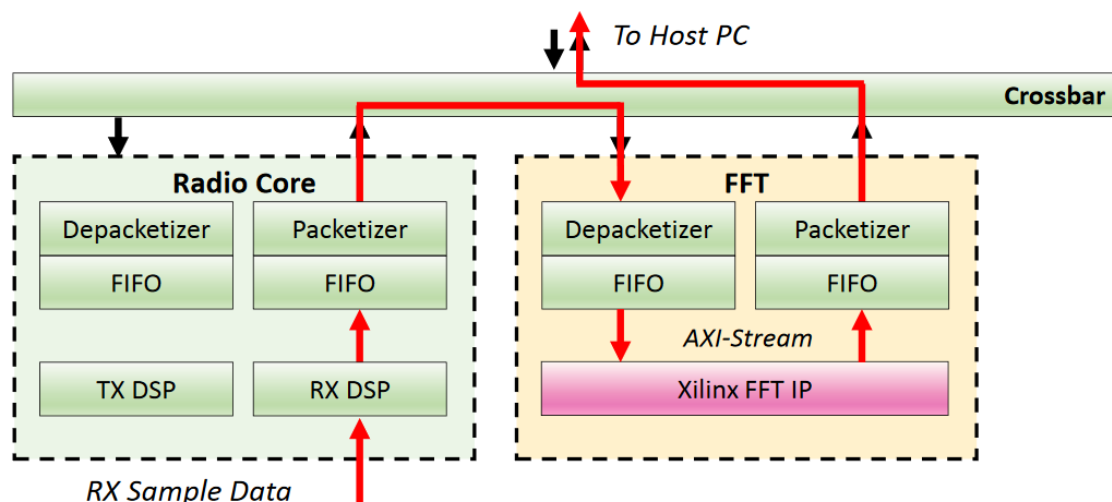 To Host PC
Crossbar
Radio Core
Depacketizer
FIFO
Packetizer
FIFO
TX DSP
RX DSP
RX Sample Data
FFT
Depacketizer
FIFO
Packetizer
FIFO
AXI-Stream
Xilinx FFT IP